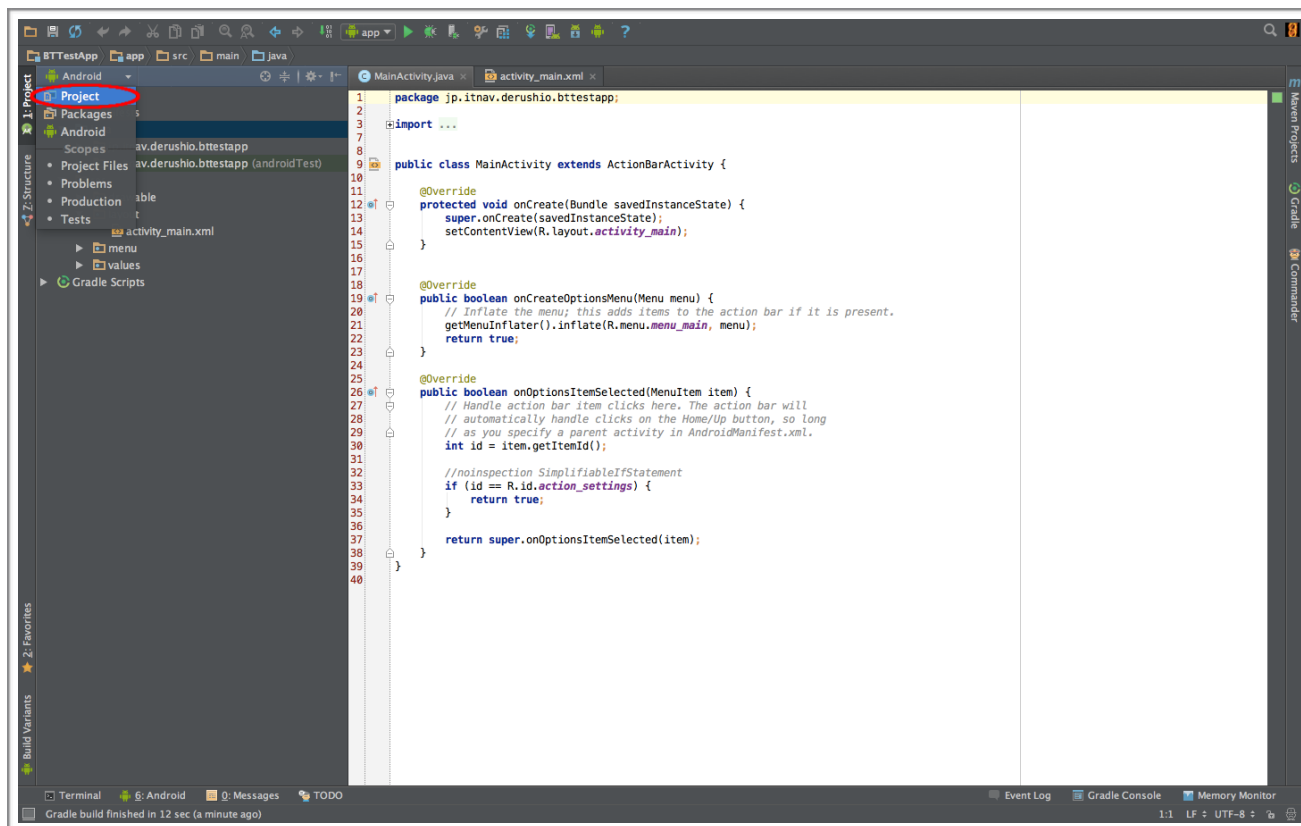 app
?
BTTestApp app src main java
1: Project
Z: Structure
2: Favorites
Build Variants
Android
Project
Packages
Android
Scopes
Project Files
Problems
Production
Tests
av.derushio.bttestapp
av.derushio.bttestapp (androidTest)
able
t
activity_main.xml
menu
values
Gradle Scripts
MainActivity.java × activity_main.xml ×
1 package jp.itnav.derushio.bttestapp;
2
3 import ...
7
8
9 public class MainActivity extends ActionBarActivity {
10
11 @Override
12 protected void onCreate(Bundle savedInstanceState) {
13 super.onCreate(savedInstanceState);
14 setContentView(R.layout.activity_main);
15 }
16
17
18 @Override
19 public boolean onCreateOptionsMenu(Menu menu) {
20 // Inflate the menu; this adds items to the action bar if it is present.
21 getMenuInflater().inflate(R.menu.menu_main, menu);
22 return true;
23 }
24
25 @Override
26 public boolean onOptionsItemSelected(MenuItem item) {
27 // Handle action bar item clicks here. The action bar will
28 // automatically handle clicks on the Home/Up button, so long
29 // as you specify a parent activity in AndroidManifest.xml.
30 int id = item.getItemId();
31
32 //noinspection SimplifiableIfStatement
33 if (id == R.id.action_settings) {
34 return true;
35 }
36
37 return super.onOptionsItemSelected(item);
38 }
39 }
40
m Maven Projects
Gradle
Commander
Terminal 6: Android 0: Messages TODO Event Log Gradle Console Memory Monitor
Gradle build finished in 12 sec (a minute ago) 1:1 LF UTF-8